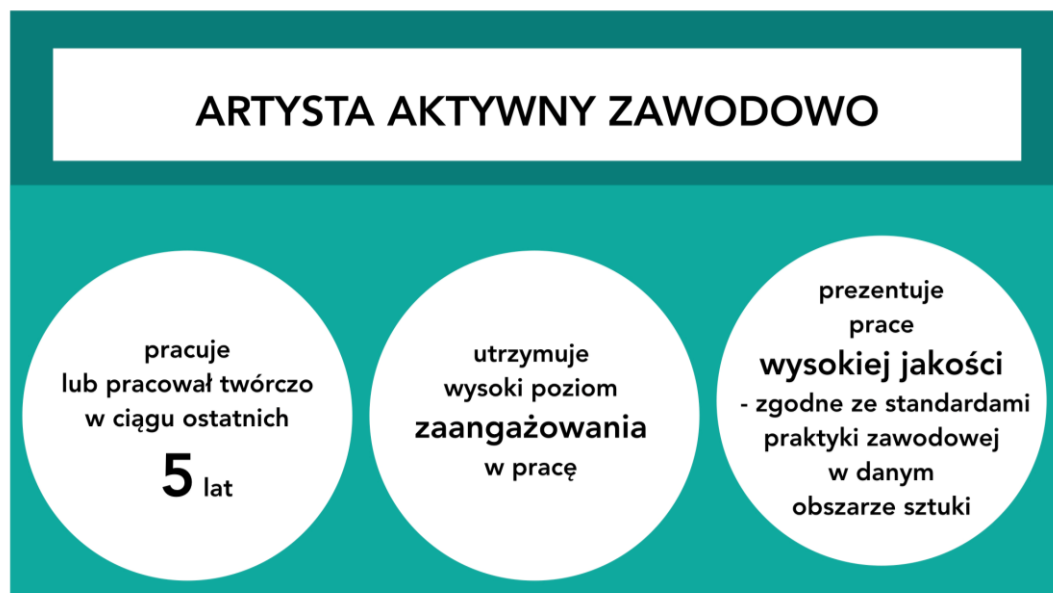 ARTYSTA AKTYWNY ZAWODOWO
pracuje
lub pracował twórczo
w ciągu ostatnich
5 lat
utrzymuje
wysoki poziom
zaangażowania
w pracę
prezentuje
prace
wysokiej jakości
- zgodne ze standardami
praktyki zawodowej
w danym
obszarze sztuki